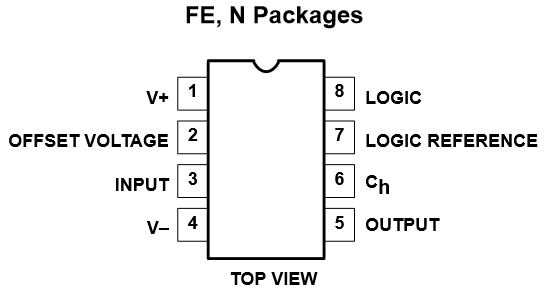 FE, N Packages
V+ 1 8 LOGIC
OFFSET VOLTAGE 2 7 LOGIC REFERENCE
INPUT 3 6 Ch
V– 4 5 OUTPUT
TOP VIEW